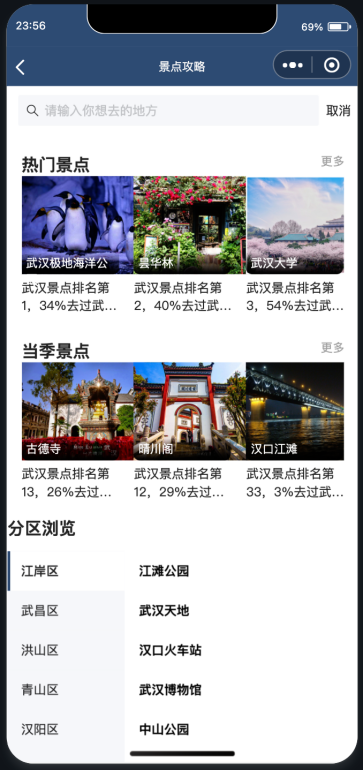 23:56
69%
景点攻略
请输入你想去的地方
取消
热门景点
更多
武汉极地海洋公
昙华林
武汉大学
武汉景点排名第
1，34%去过武…
武汉景点排名第
2，40%去过武…
武汉景点排名第
3，54%去过武…
当季景点
更多
古德寺
晴川阁
汉口江滩
武汉景点排名第
13，26%去过…
武汉景点排名第
12，29%去过…
武汉景点排名第
33，3%去过武…
分区浏览
江岸区
江滩公园
武昌区
武汉天地
洪山区
汉口火车站
青山区
武汉博物馆
汉阳区
中山公园